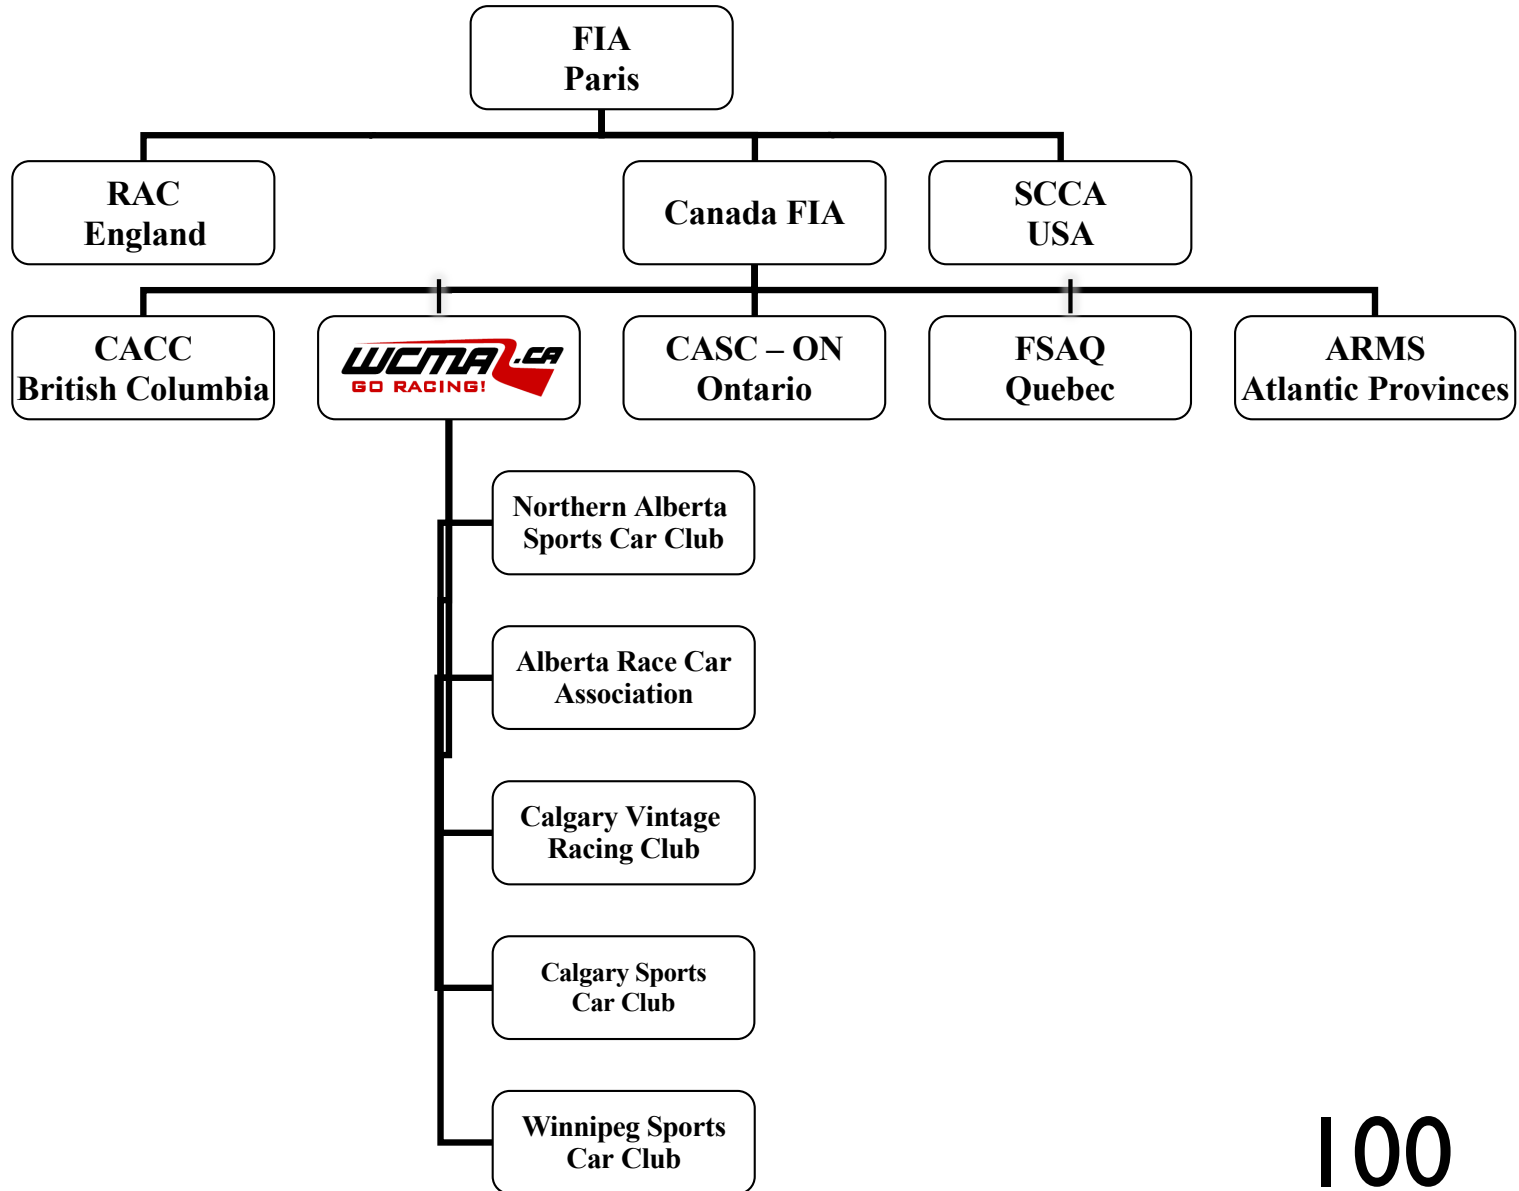 FIA
Paris
RAC
England
Canada FIA
SCCA
USA
CACC
British Columbia
WCMA.CA
GO RACING!
CASC – ON
Ontario
FSAQ
Quebec
ARMS
Atlantic Provinces
Northern Alberta
Sports Car Club
Alberta Race Car
Association
Calgary Vintage
Racing Club
Calgary Sports
Car Club
Winnipeg Sports
Car Club
100